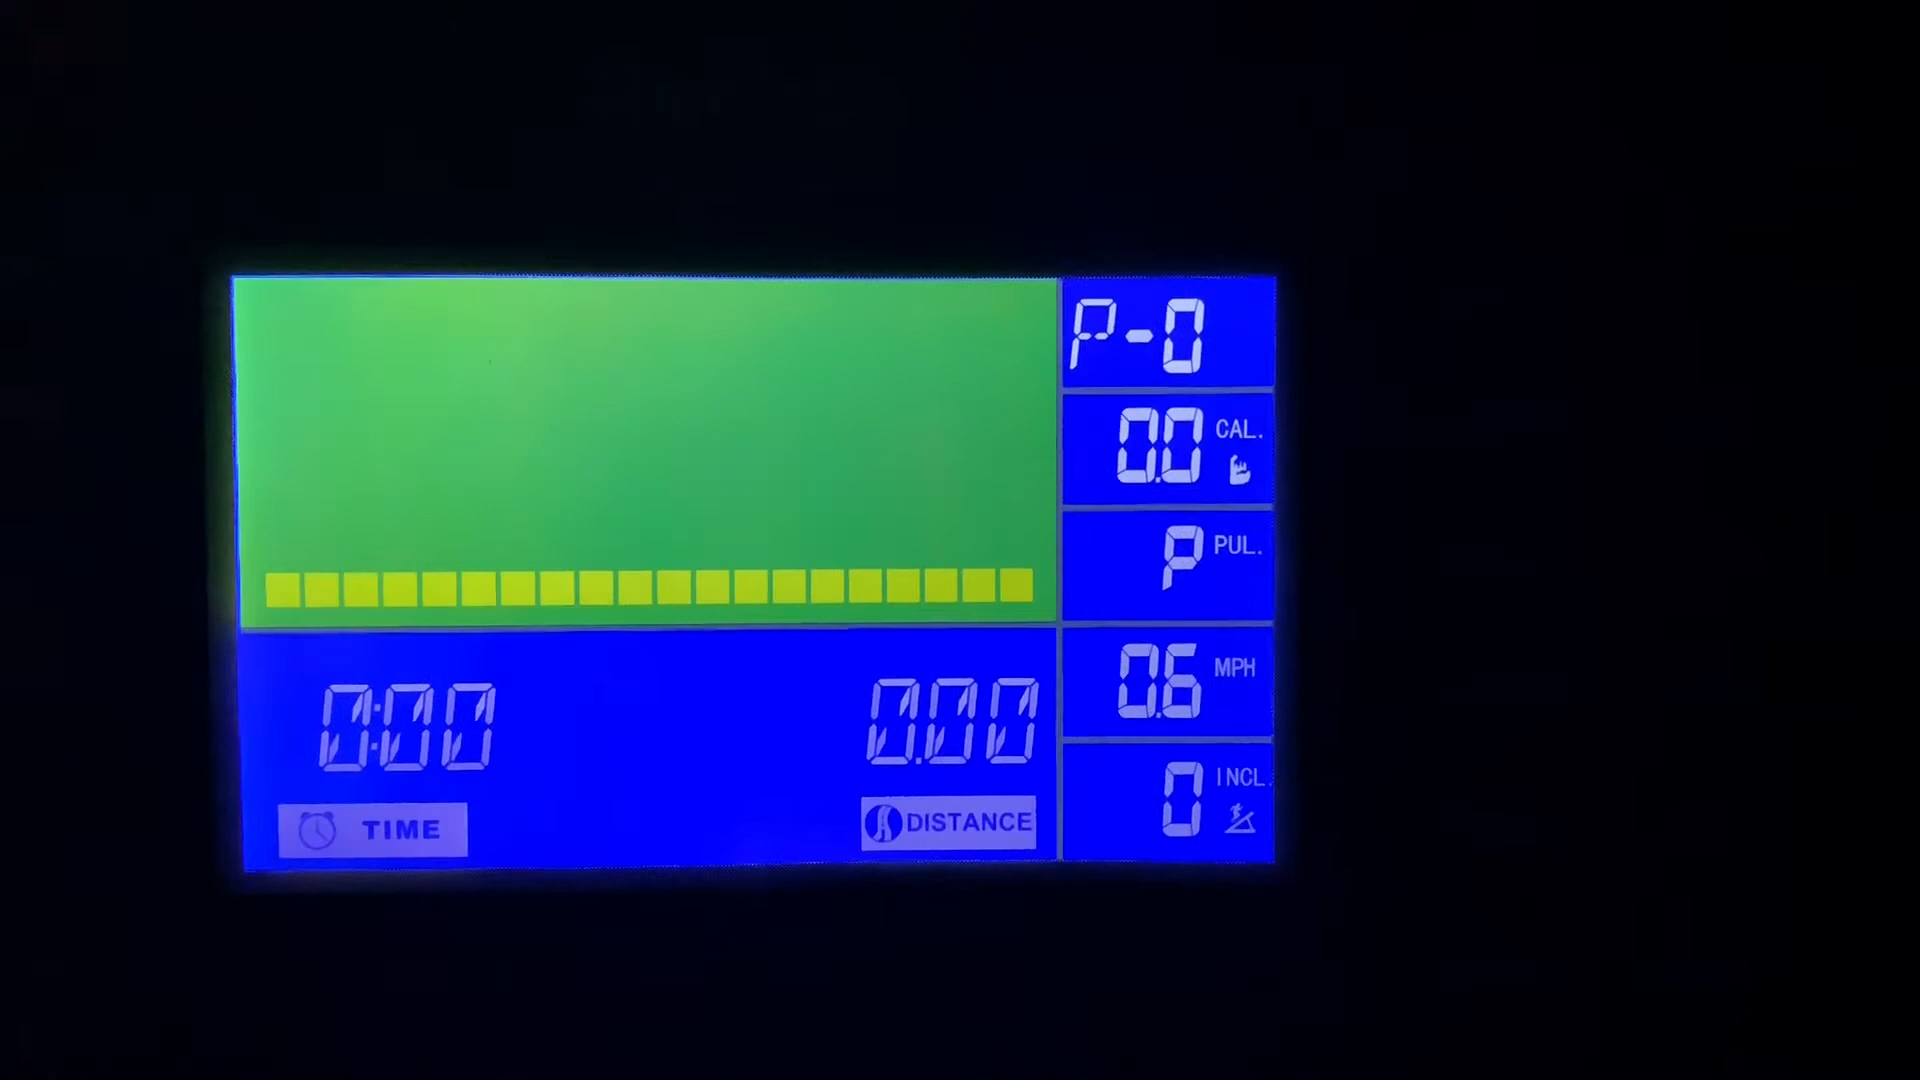 P-0
0.0 CAL.
P PUL.
0.6 MPH
0 INCL.
0:00
TIME
0.00
DISTANCE